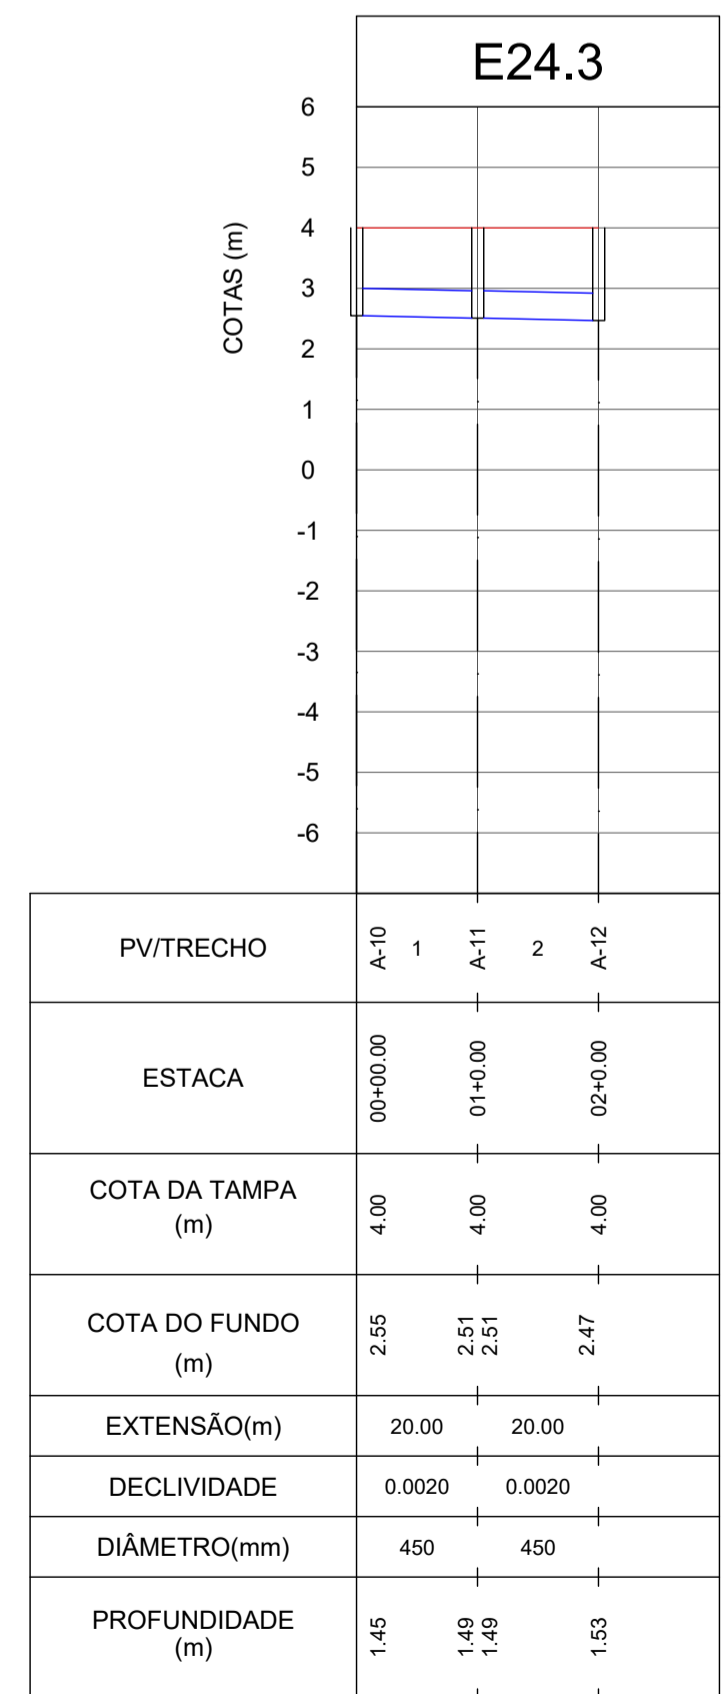 E24.3
COTAS (m)
6
5
4
3
2
1
0
-1
-2
-3
-4
-5
-6
PV/TRECHO
A-10 1 A-11 2 A-12
ESTACA
00+00.00 01+0.00 02+0.00
COTA DA TAMPA
(m)
4.00 4.00 4.00
COTA DO FUNDO
(m)
2.55 2.51 2.51 2.47
EXTENSÃO(m) 20.00 20.00
DECLIVIDADE 0.0020 0.0020
DIÂMETRO(mm) 450 450
PROFUNDIDADE
(m)
1.45 1.49 1.49 1.53